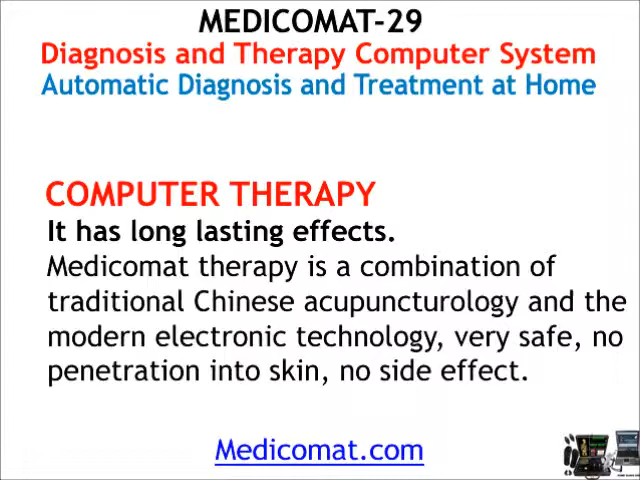 MEDICOMAT-29
Diagnosis and Therapy Computer System
Automatic Diagnosis and Treatment at Home
COMPUTER THERAPY
It has long lasting effects.
Medicomat therapy is a combination of
traditional Chinese acupuncturology and the
modern electronic technology, very safe, no
penetration into skin, no side effect.
Medicomat.com